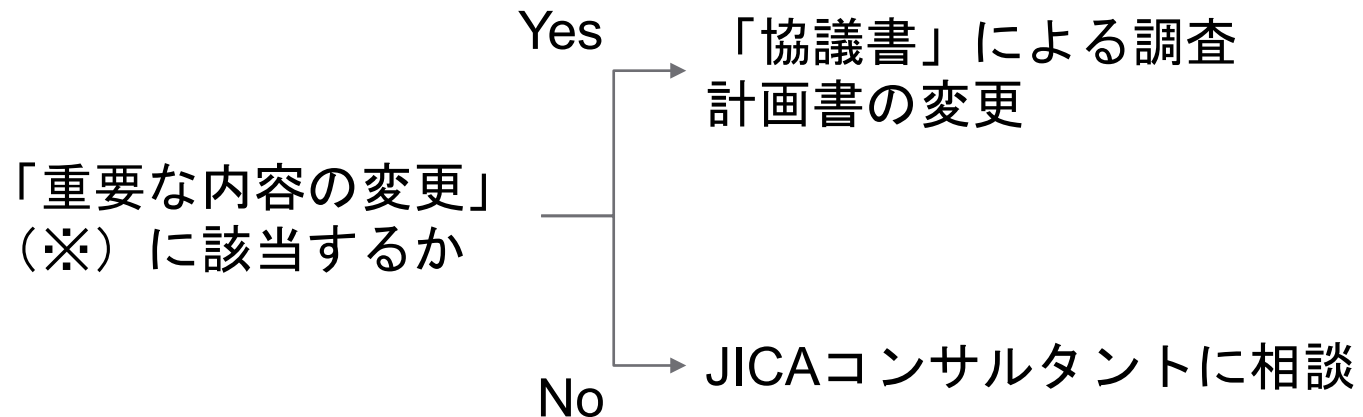 Yes
「協議書」による調査
計画書の変更
「重要な内容の変更」
（※）に該当するか
JICAコンサルタントに相談
No